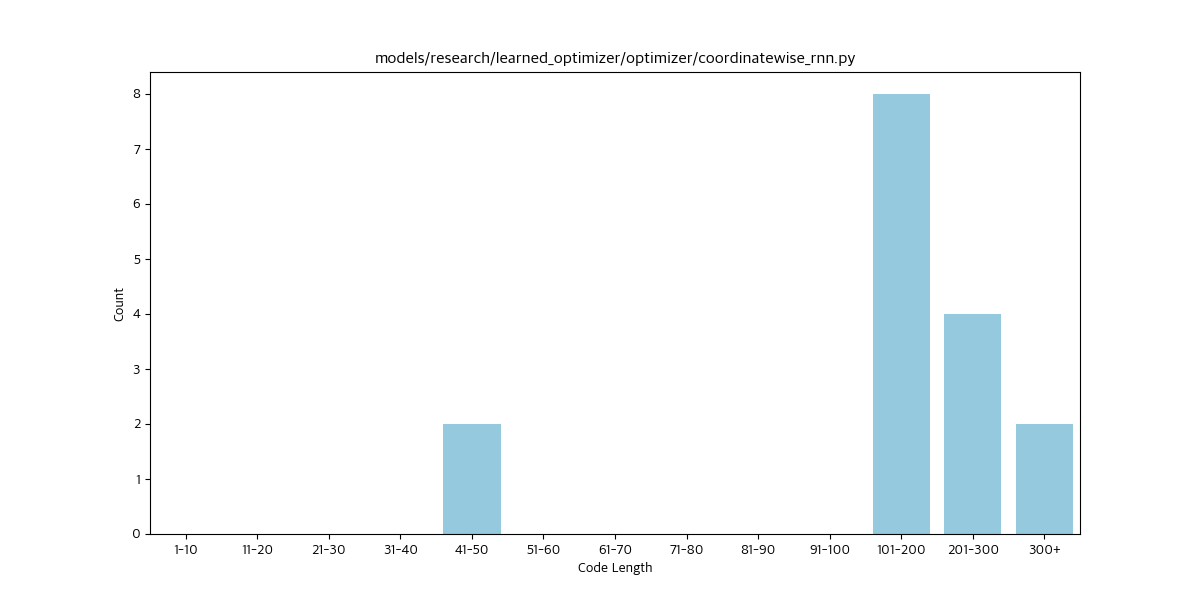 models/research/learned_optimizer/optimizer/coordinatewise_rnn.py
8
7
6
5
4
3
2
1
0
Count
1-10 11-20 21-30 31-40 41-50 51-60 61-70 71-80 81-90 91-100 101-200 201-300 300+
Code Length